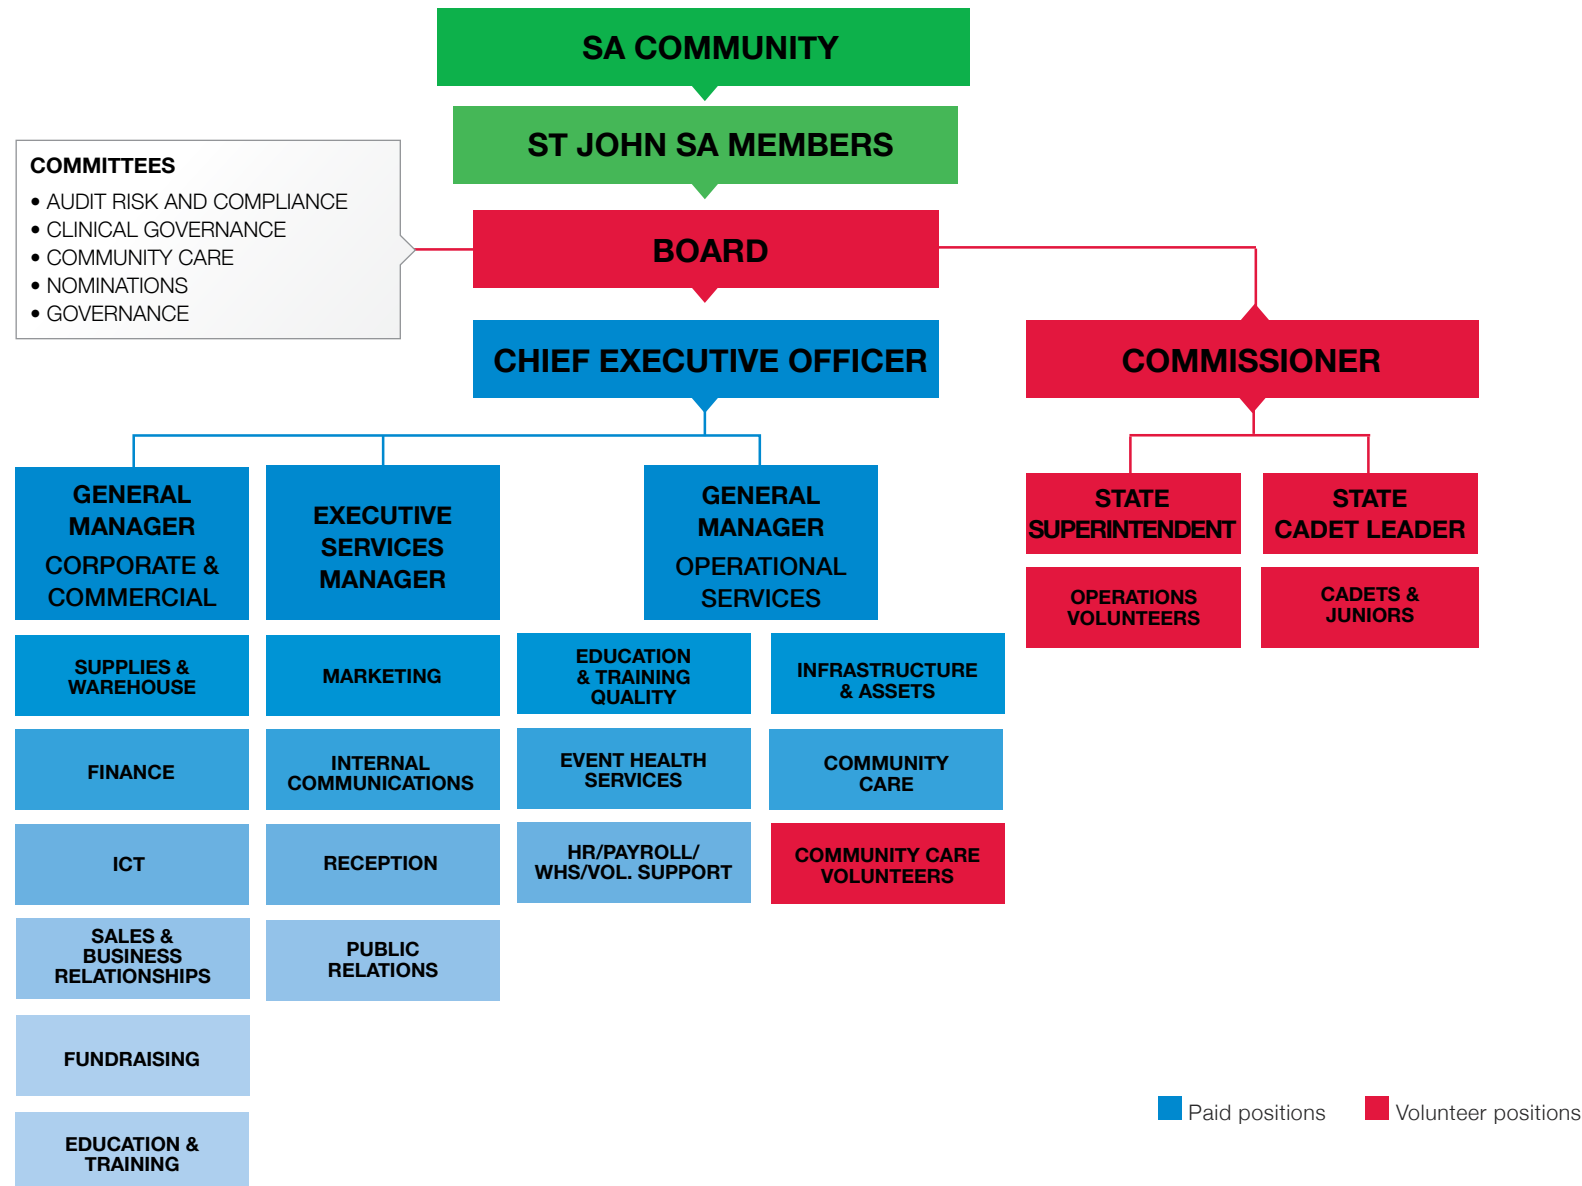 SA COMMUNITY
ST JOHN SA MEMBERS
COMMITTEES
• AUDIT RISK AND COMPLIANCE
• CLINICAL GOVERNANCE
• COMMUNITY CARE
• NOMINATIONS
• GOVERNANCE
BOARD
CHIEF EXECUTIVE OFFICER
COMMISSIONER
GENERAL
MANAGER
CORPORATE &
COMMERCIAL
SUPPLIES &
WAREHOUSE
FINANCE
ICT
SALES &
BUSINESS
RELATIONSHIPS
FUNDRAISING
EDUCATION &
TRAINING
EXECUTIVE
SERVICES
MANAGER
MARKETING
INTERNAL
COMMUNICATIONS
RECEPTION
PUBLIC
RELATIONS
GENERAL
MANAGER
OPERATIONAL
SERVICES
EDUCATION
& TRAINING
QUALITY
EVENT HEALTH
SERVICES
HR/PAYROLL/
WHS/VOL. SUPPORT
INFRASTRUCTURE
& ASSETS
COMMUNITY
CARE
COMMUNITY CARE
VOLUNTEERS
STATE
SUPERINTENDENT
OPERATIONS
VOLUNTEERS
STATE
CADET LEADER
CADETS &
JUNIORS
Paid positions
Volunteer positions